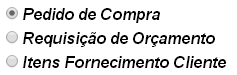 Pedido de Compra
Requisição de Orçamento
Itens Fornecimento Cliente